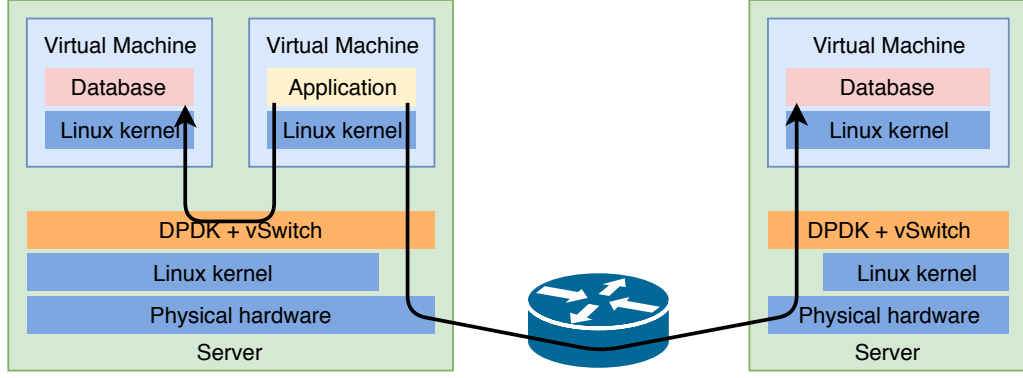 Virtual Machine
Database
Linux kernel
Virtual Machine
Application
Linux kernel
DPDK + vSwitch
Linux kernel
Physical hardware
Server
Virtual Machine
Database
Linux kernel
DPDK + vSwitch
Linux kernel
Physical hardware
Server